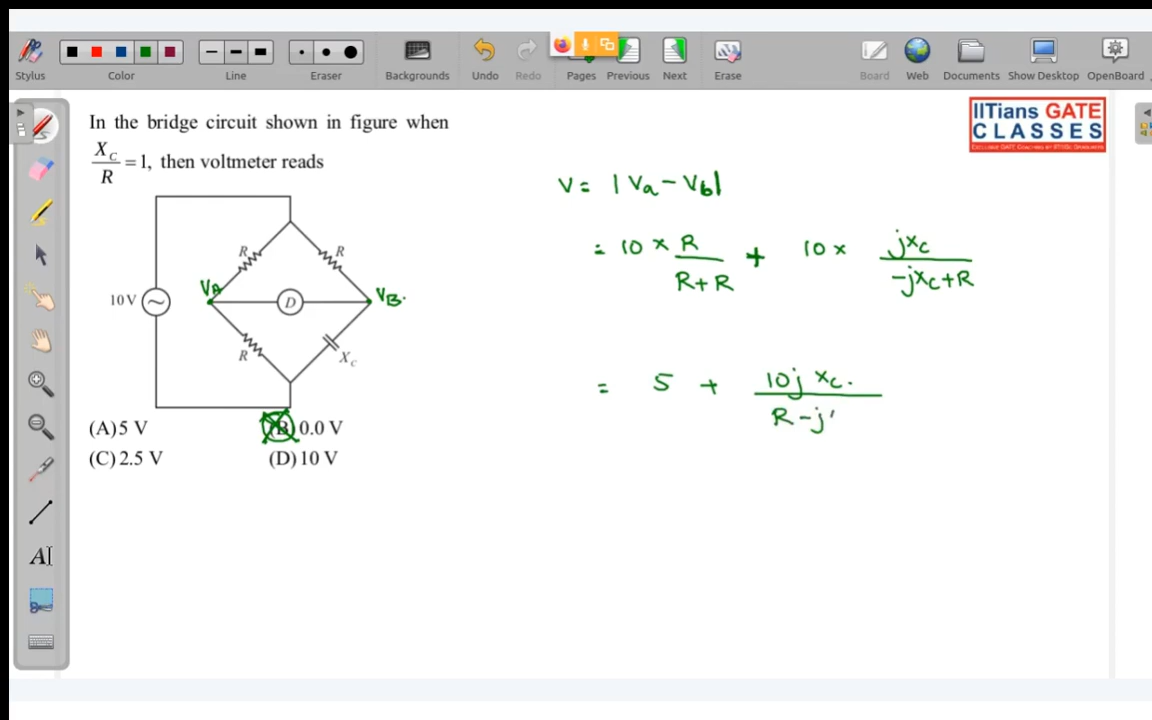 Stylus Color Line Eraser Backgrounds Undo Redo Pages Previous Next Erase Board Web Documents Show Desktop OpenBoard
In the bridge circuit shown in figure when
X_C/R = 1, then voltmeter reads
IITians GATE
CLASSES
V = |Va - Vb|
= 10 × R/(R+R) + 10 × jXc/(-jXc+R)
R R
VA D VB.
10 V
R Xc
= 5 + 10j Xc./(R-j'
(A) 5 V (B) 0.0 V
(C) 2.5 V (D) 10 V
AI